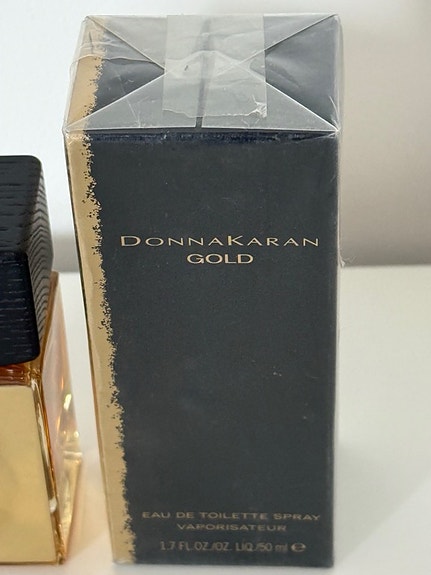 DONNAKARAN
GOLD
EAU DE TOILETTE SPRAY
VAPORISATEUR
1.7 FL.OZ./OZ. LIQ/50 ml ℮